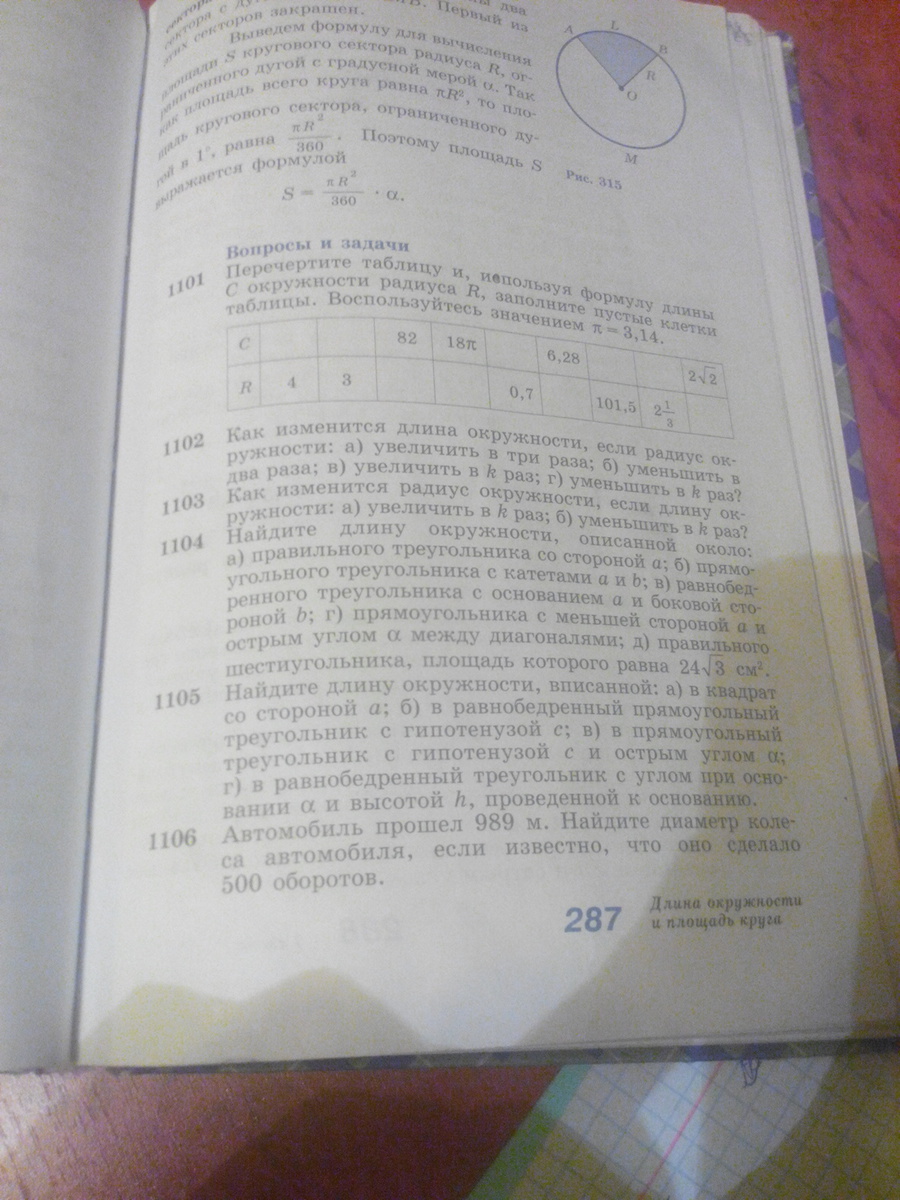 сектора с дуг
Первый из
этих секторов закрашен.
Выведем формулу для вычисления
площади S кругового сектора радиуса R, ог-
раниченного дугой с градусной мерой α. Так
как площадь всего круга равна πR², то пло-
щадь кругового сектора, ограниченного ду-
гой в 1°, равна πR²/360. Поэтому площадь S
выражается формулой
S = πR²/360 · α.
A
L
B
R
O
M
Рис. 315
Вопросы и задачи
1101 Перечертите таблицу и, используя формулу длины
C окружности радиуса R, заполните пустые клетки
таблицы. Воспользуйтесь значением π = 3,14.
C 82 18π 6,28 2√2
R 4 3 0,7 101,5 2 1/3
1102 Как изменится длина окружности, если радиус ок-
ружности: а) увеличить в три раза; б) уменьшить в
два раза; в) увеличить в k раз; г) уменьшить в k раз?
1103 Как изменится радиус окружности, если длину ок-
ружности: а) увеличить в k раз; б) уменьшить в k раз?
1104 Найдите длину окружности, описанной около:
а) правильного треугольника со стороной a; б) прямо-
угольного треугольника с катетами a и b; в) равнобед-
ренного треугольника с основанием a и боковой сто-
роной b; г) прямоугольника с меньшей стороной a и
острым углом α между диагоналями; д) правильного
шестиугольника, площадь которого равна 24√3 см².
1105 Найдите длину окружности, вписанной: а) в квадрат
со стороной a; б) в равнобедренный прямоугольный
треугольник с гипотенузой c; в) в прямоугольный
треугольник с гипотенузой c и острым углом α;
г) в равнобедренный треугольник с углом при осно-
вании α и высотой h, проведенной к основанию.
1106 Автомобиль прошел 989 м. Найдите диаметр коле-
са автомобиля, если известно, что оно сделало
500 оборотов.
287
Длина окружности
и площадь круга